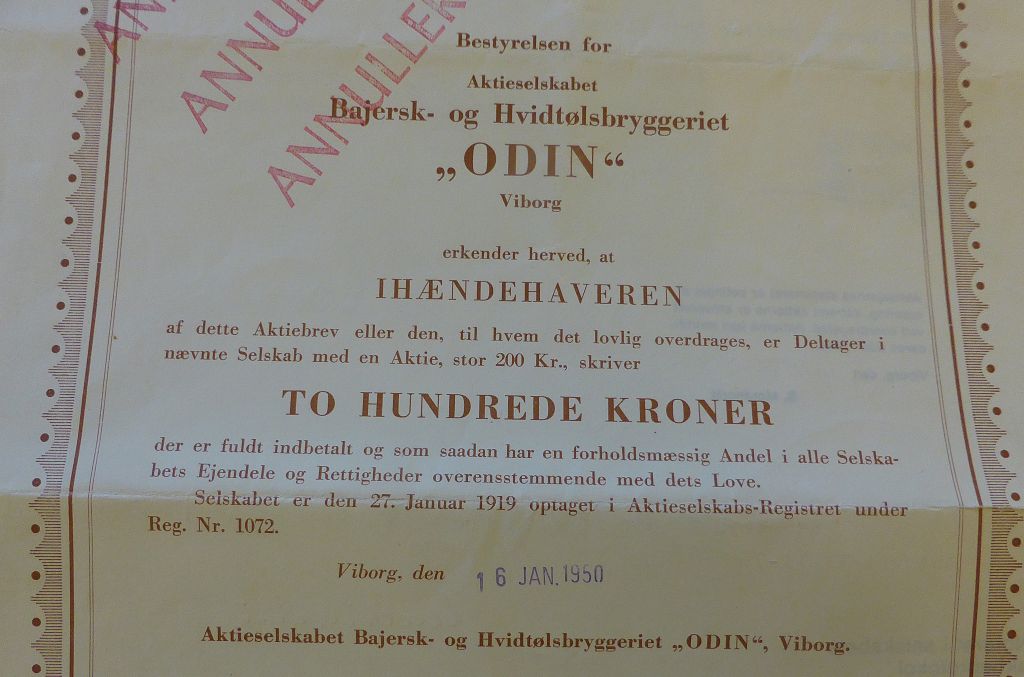 ANNULLER
Bestyrelsen for
Aktieselskabet
Bajersk- og Hvidtølsbryggeriet
„ODIN“
Viborg
erkender herved, at
IHÆNDEHAVEREN
af dette Aktiebrev eller den, til hvem det lovlig overdrages, er Deltager i
nævnte Selskab med en Aktie, stor 200 Kr., skriver
TO HUNDREDE KRONER
der er fuldt indbetalt og som saadan har en forholdsmæssig Andel i alle Selska-
bets Ejendele og Rettigheder overensstemmende med dets Love.
Selskabet er den 27. Januar 1919 optaget i Aktieselskabs-Registret under
Reg. Nr. 1072.
Viborg, den 16 JAN. 1950
Aktieselskabet Bajersk- og Hvidtølsbryggeriet „ODIN“, Viborg.